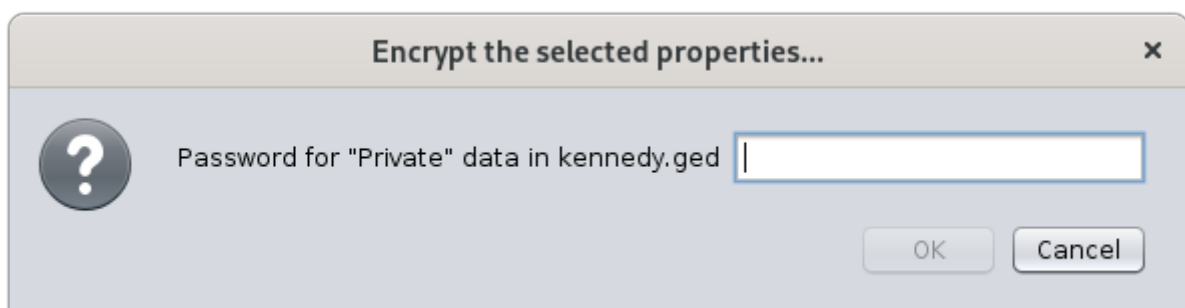 Encrypt the selected properties...
Password for "Private" data in kennedy.ged
OK
Cancel